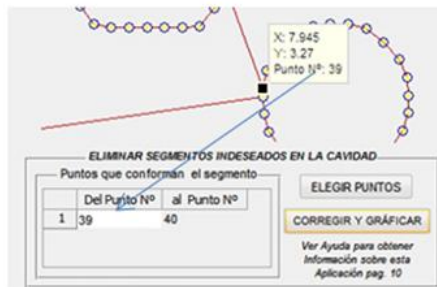 X: 7.945
Y: 3.27
Punto Nº: 39
ELIMINAR SEGMENTOS INDESEADOS EN LA CAVIDAD
Puntos que conforman el segmento
Del Punto Nº al Punto Nº
1 39 40
ELEGIR PUNTOS
CORREGIR Y GRÁFICAR
Ver Ayuda para obtener
Información sobre esta
Aplicación pag. 10